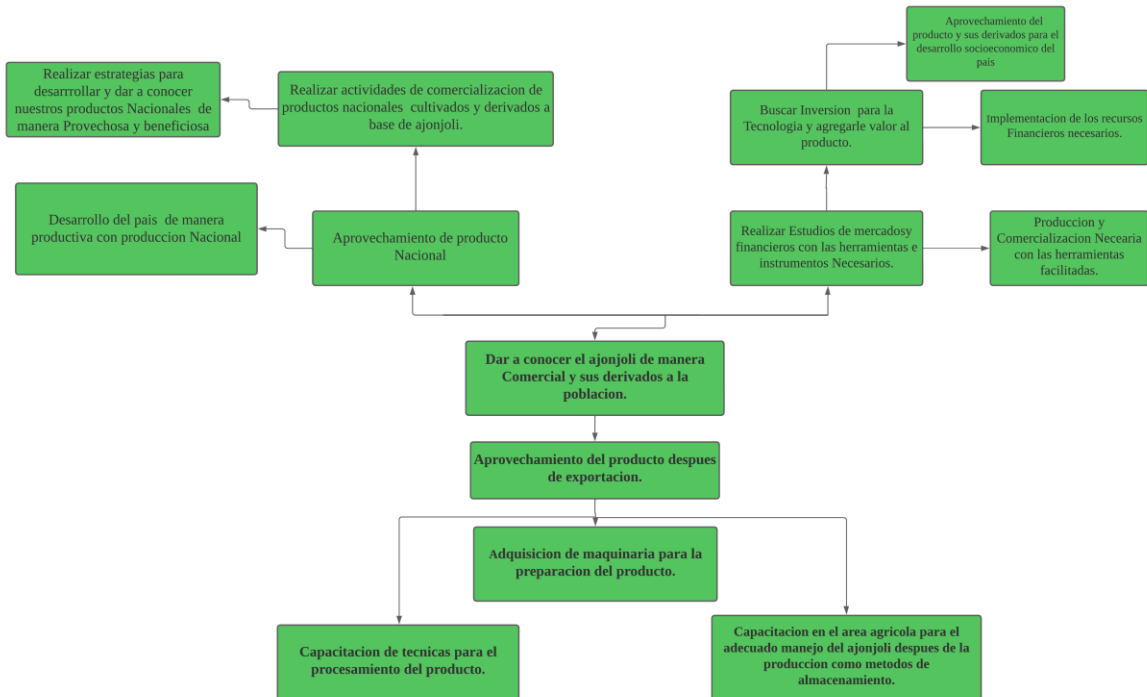 Aprovechamiento del
producto y sus derivados para el
desarrollo socioeconomico del
pais
Realizar estrategias para
desarrrollar y dar a conocer
nuestros productos Nacionales de
manera Provechosa y beneficiosa
Realizar actividades de comercializacion de
productos nacionales cultivados y derivados a
base de ajonjoli.
Buscar Inversion para la
Tecnologia y agregarle valor al
producto.
Implementacion de los recursos
Financieros necesarios.
Desarrollo del pais de manera
productiva con produccion Nacional
Aprovechamiento de producto
Nacional
Realizar Estudios de mercadosy
financieros con las herramientas e
instrumentos Necesarios.
Produccion y
Comercializacion Necearia
con las herramientas
facilitadas.
Dar a conocer el ajonjoli de manera
Comercial y sus derivados a la
poblacion.
Aprovechamiento del producto despues
de exportacion.
Adquisicion de maquinaria para la
preparacion del producto.
Capacitacion de tecnicas para el
procesamiento del producto.
Capacitacion en el area agricola para el
adecuado manejo del ajonjoli despues de la
produccion como metodos de
almacenamiento.